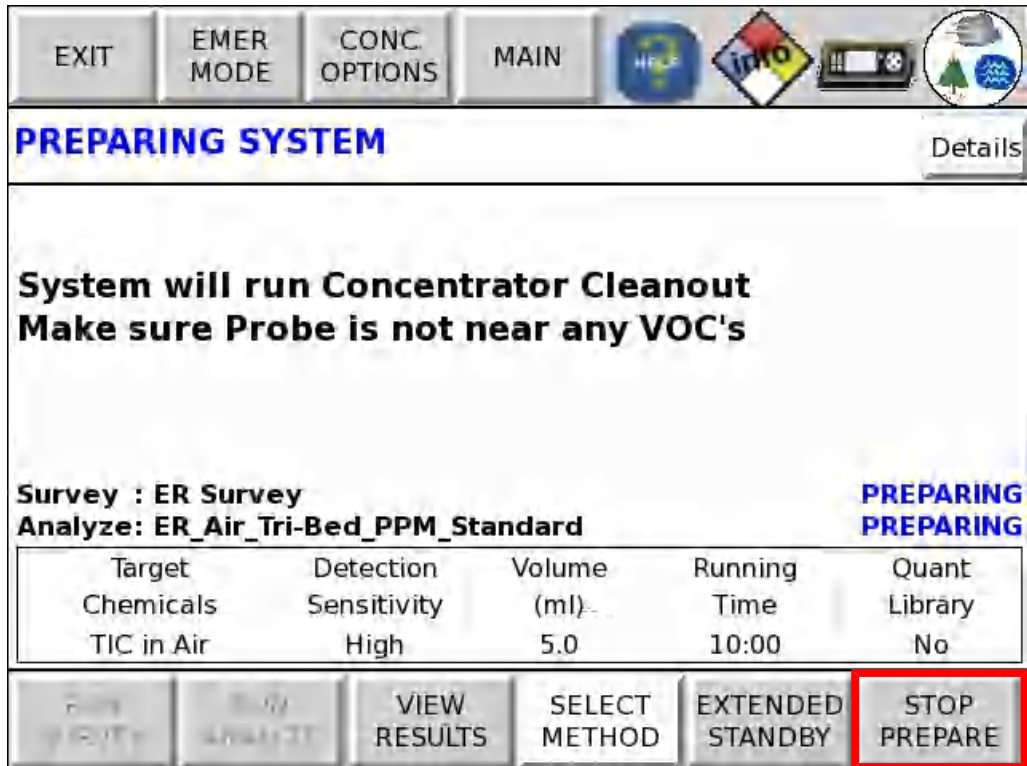 EXIT
EMER
MODE
CONC
OPTIONS
MAIN
HELP
?
info
PREPARING SYSTEM
Details
System will run Concentrator Cleanout
Make sure Probe is not near any VOC's
Survey : ER Survey
PREPARING
Analyze: ER_Air_Tri-Bed_PPM_Standard
PREPARING
Target Detection Volume Running Quant
Chemicals Sensitivity (ml) Time Library
TIC in Air High 5.0 10:00 No
VIEW
RESULTS
SELECT
METHOD
EXTENDED
STANDBY
STOP
PREPARE